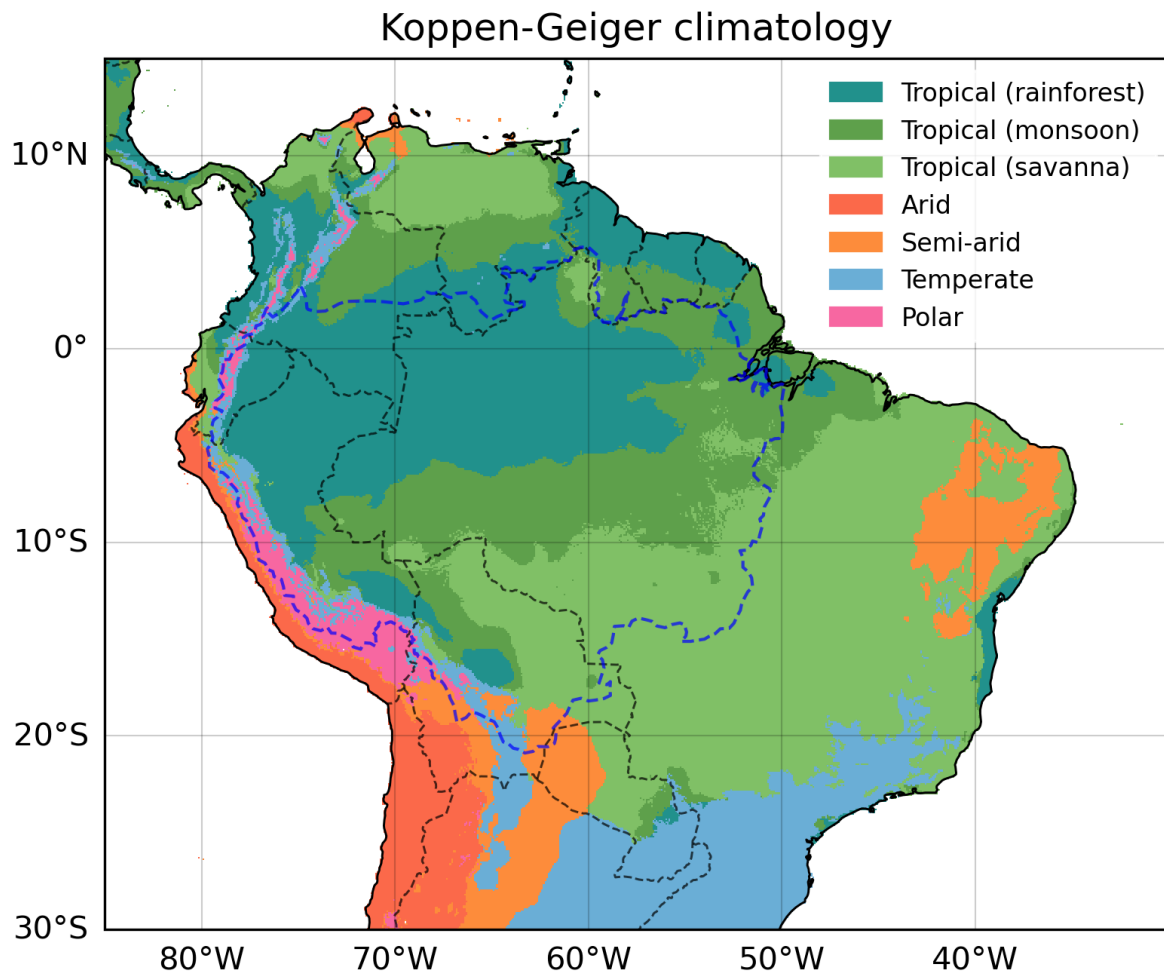 Koppen-Geiger climatology
Tropical (rainforest)
Tropical (monsoon)
Tropical (savanna)
Arid
Semi-arid
Temperate
Polar
10°N
0°
10°S
20°S
30°S
80°W 70°W 60°W 50°W 40°W